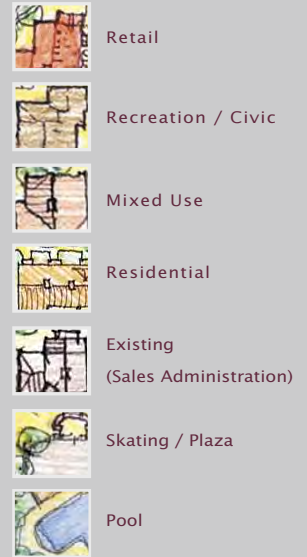 Retail
Recreation / Civic
Mixed Use
Residential
Existing
(Sales Administration)
Skating / Plaza
Pool